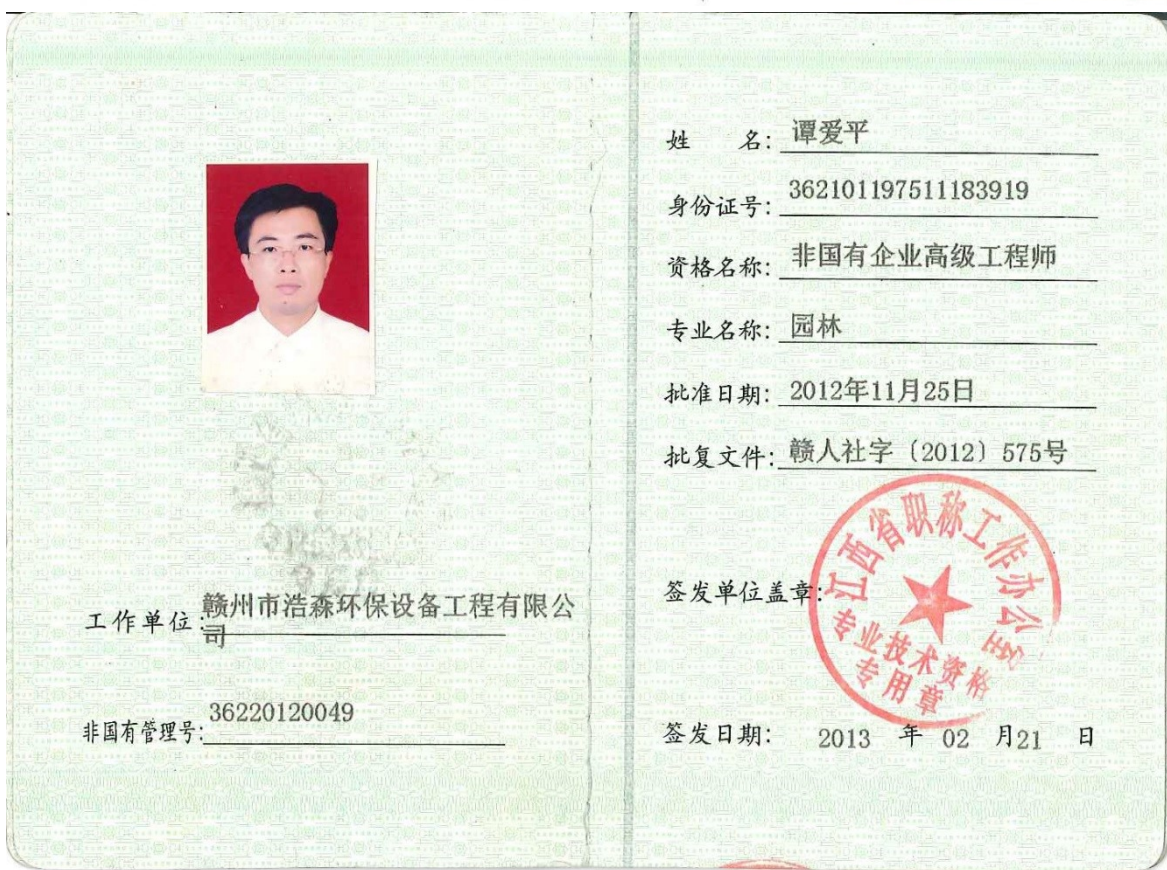 工作单位:赣州市浩森环保设备工程有限公
司
非国有管理号:36220120049
姓 名:谭爱平
身份证号:362101197511183919
资格名称:非国有企业高级工程师
专业名称:园林
批准日期:2012年11月25日
批复文件:赣人社字〔2012〕575号
签发单位盖章:
江西省职称工作办公室
专业技术资格
专用章
签发日期: 2013 年 02 月21 日